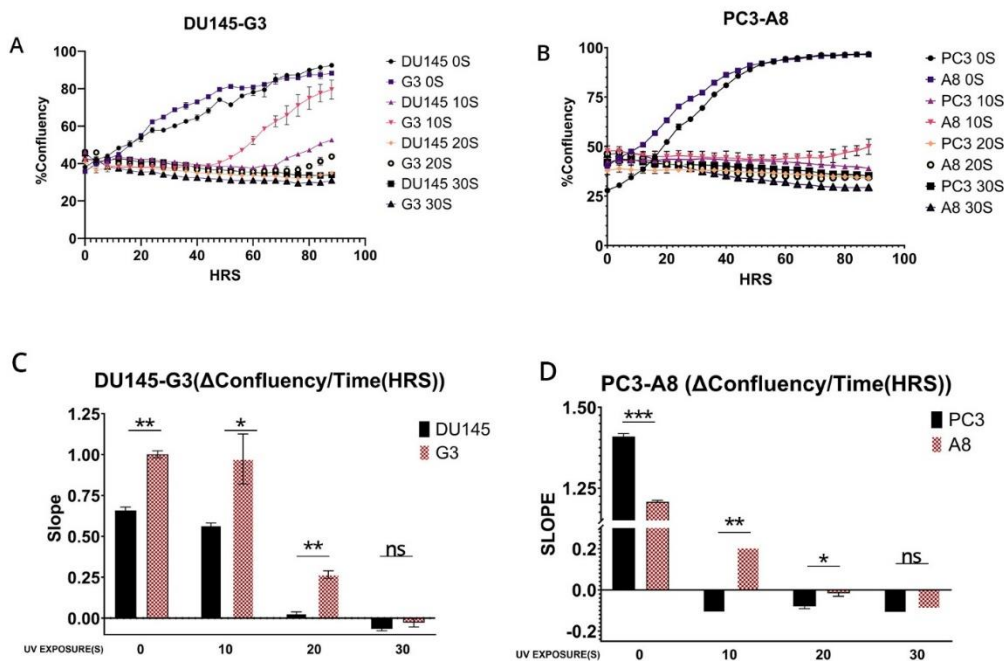 A
DU145-G3
%Confluency
100
80
60
40
20
0
0 20 40 60 80 100
HRS
DU145 0S
G3 0S
DU145 10S
G3 10S
DU145 20S
G3 20S
DU145 30S
G3 30S
B
PC3-A8
%Confluency
100
75
50
25
0
0 20 40 60 80 100
HRS
PC3 0S
A8 0S
PC3 10S
A8 10S
PC3 20S
A8 20S
PC3 30S
A8 30S
C
DU145-G3(ΔConfluency/Time(HRS))
Slope
1.25
1.00
0.75
0.50
0.25
0.00
** * ** ns
DU145
G3
UV EXPOSURE(S) 0 10 20 30
D
PC3-A8 (ΔConfluency/Time(HRS))
SLOPE
1.50
1.25
0.2
0.0
-0.2
*** ** * ns
PC3
A8
UV EXPOSURE(S) 0 10 20 30